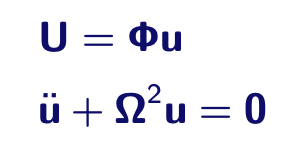 U = Φu
ü + Ω²u = 0